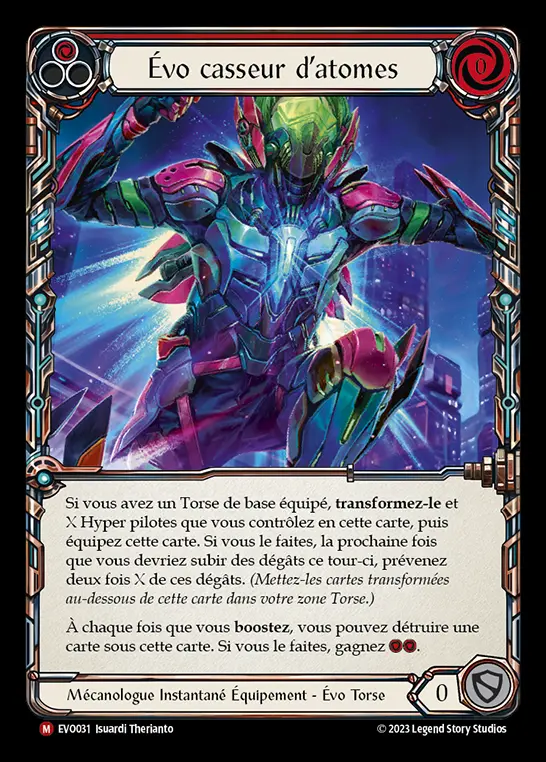 Évo casseur d'atomes
0
Si vous avez un Torse de base équipé, transformez-le et
X Hyper pilotes que vous contrôlez en cette carte, puis
équipez cette carte. Si vous le faites, la prochaine fois
que vous devriez subir des dégâts ce tour-ci, prévenez
deux fois X de ces dégâts. (Mettez-les cartes transformées
au-dessous de cette carte dans votre zone Torse.)
À chaque fois que vous boostez, vous pouvez détruire une
carte sous cette carte. Si vous le faites, gagnez.
Mécanologue Instantané Équipement - Évo Torse
0
M EVO031 Isuardi Therianto
© 2023 Legend Story Studios